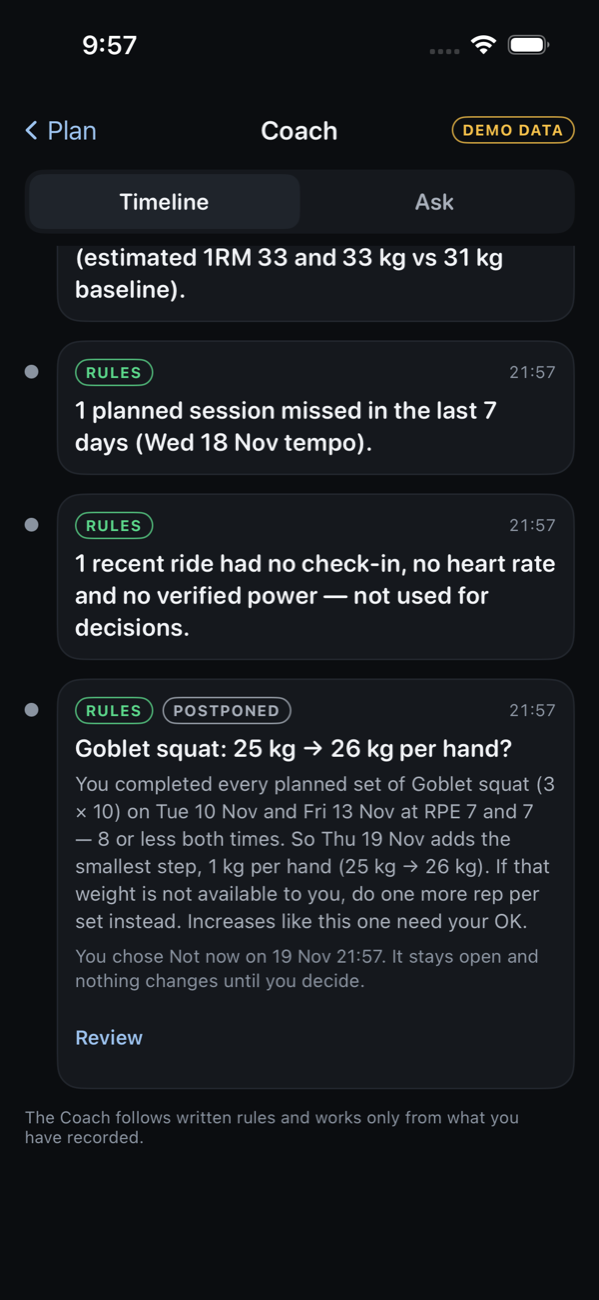 9:57
Plan
Coach
DEMO DATA
Timeline
Ask
(estimated 1RM 33 and 33 kg vs 31 kg
baseline).
RULES
21:57
1 planned session missed in the last 7
days (Wed 18 Nov tempo).
RULES
21:57
1 recent ride had no check-in, no heart rate
and no verified power — not used for
decisions.
RULES
POSTPONED
21:57
Goblet squat: 25 kg → 26 kg per hand?
You completed every planned set of Goblet squat (3
× 10) on Tue 10 Nov and Fri 13 Nov at RPE 7 and 7
— 8 or less both times. So Thu 19 Nov adds the
smallest step, 1 kg per hand (25 kg → 26 kg). If that
weight is not available to you, do one more rep per
set instead. Increases like this one need your OK.
You chose Not now on 19 Nov 21:57. It stays open and
nothing changes until you decide.
Review
The Coach follows written rules and works only from what you
have recorded.